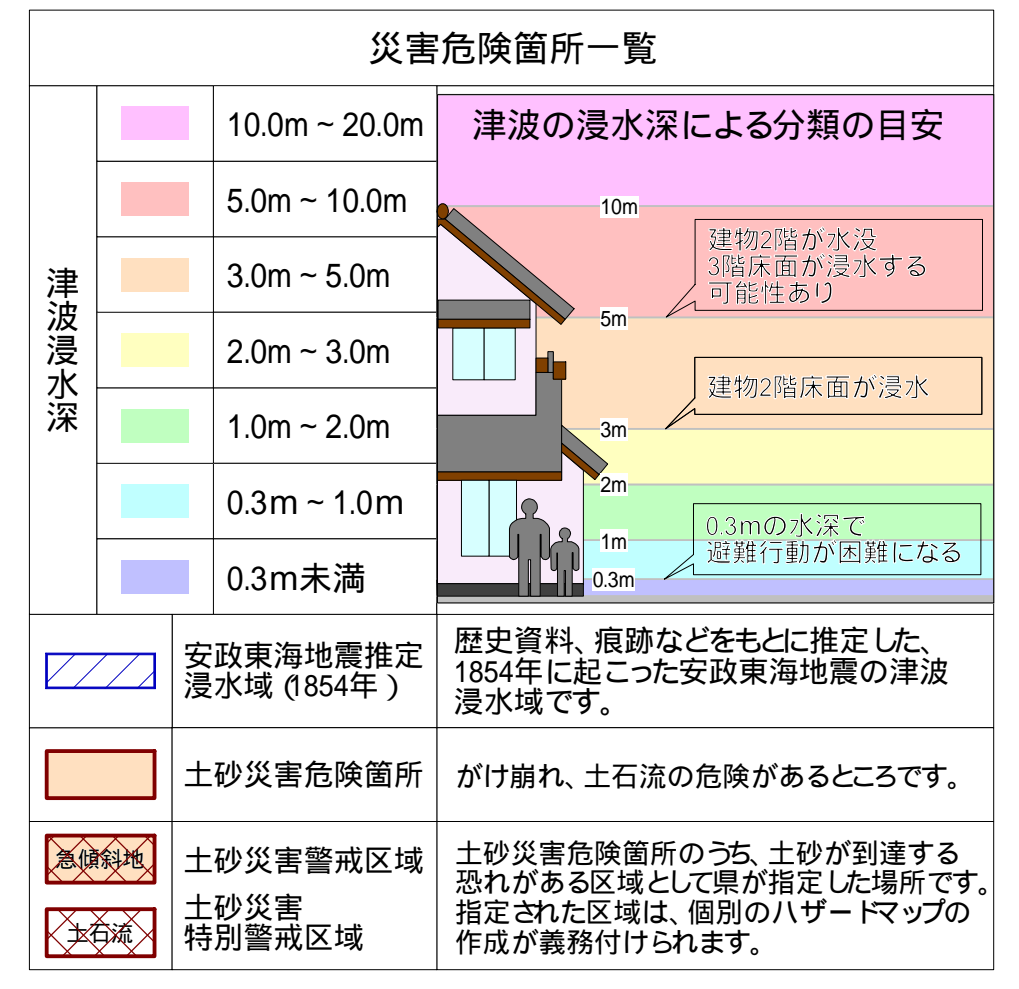 災害危険箇所一覧
津波浸水深
10.0m ~ 20.0m
5.0m ~ 10.0m
3.0m ~ 5.0m
2.0m ~ 3.0m
1.0m ~ 2.0m
0.3m ~ 1.0m
0.3m未満
津波の浸水深による分類の目安
10m
建物2階が水没
3階床面が浸水する
可能性あり
5m
建物2階床面が浸水
3m
2m
0.3mの水深で
避難行動が困難になる
1m
0.3m
安政東海地震推定
浸水域 (1854年 )
歴史資料、痕跡などをもとに推定した、
1854年に起こった安政東海地震の津波
浸水域です。
土砂災害危険箇所
がけ崩れ、土石流の危険があるところです。
急傾斜地
土石流
土砂災害警戒区域
土砂災害
特別警戒区域
土砂災害危険箇所のうち、土砂が到達する
恐れがある区域として県が指定した場所です。
指定された区域は、個別のハザードマップの
作成が義務付けられます。